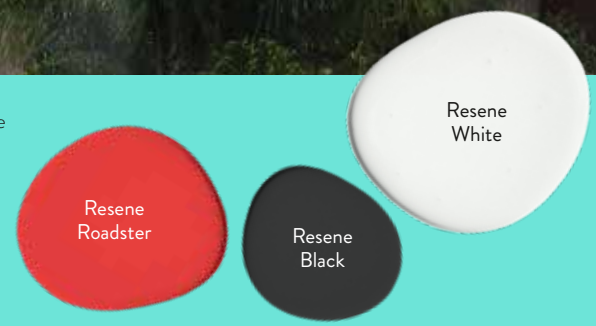 e
Resene
White
Resene
Roadster
Resene
Black